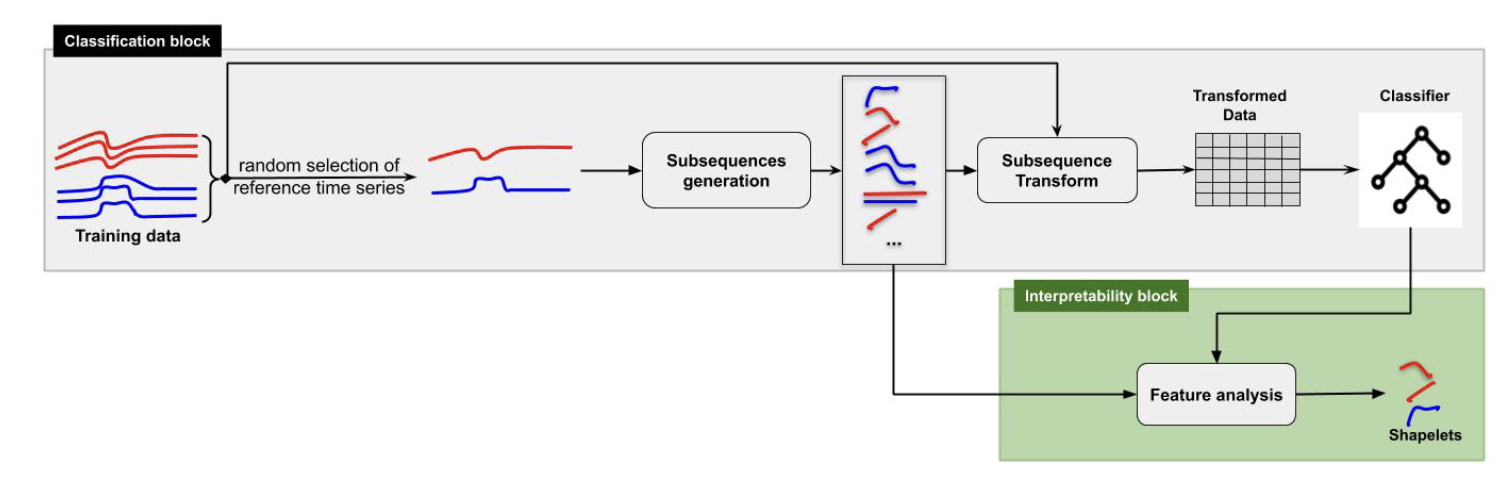 Classification block
Training data
random selection of
reference time series
Subsequences
generation
...
Subsequence
Transform
Transformed
Data
Classifier
Interpretability block
Feature analysis
Shapelets